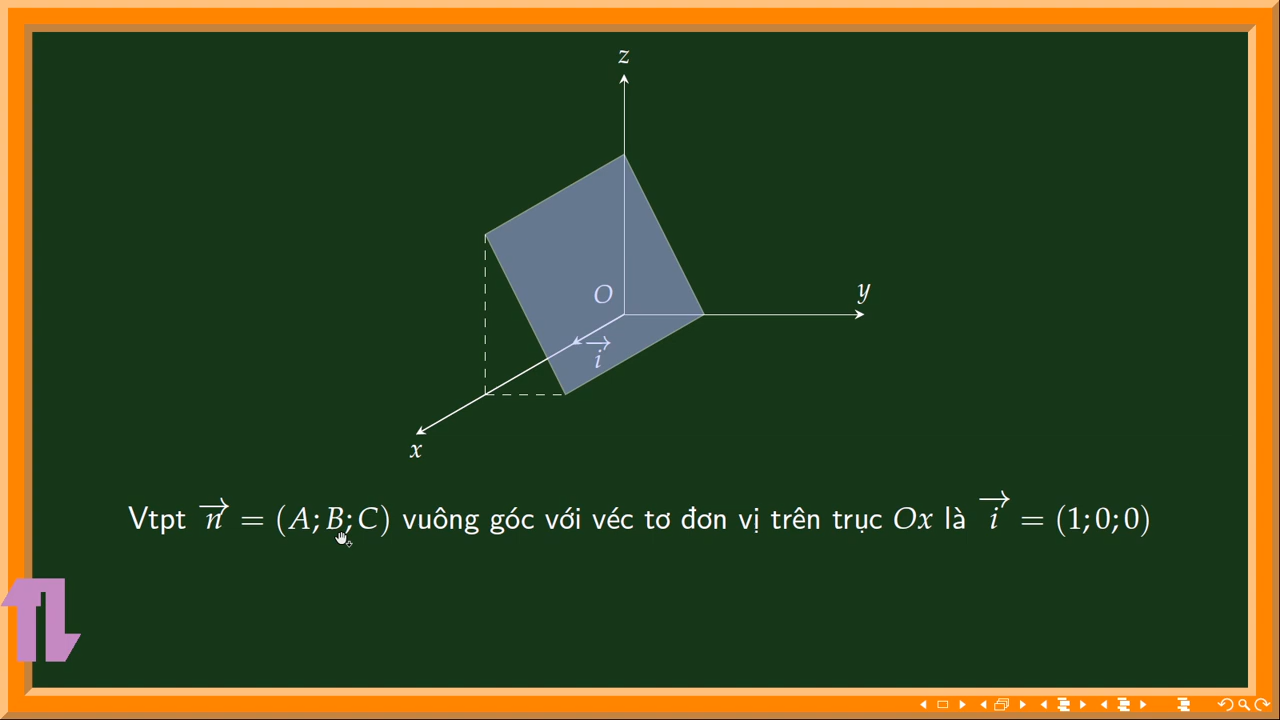 z
O
y
i
x
Vtpt n = (A; B; C) vuông góc với véc tơ đơn vị trên trục Ox là i = (1; 0; 0)